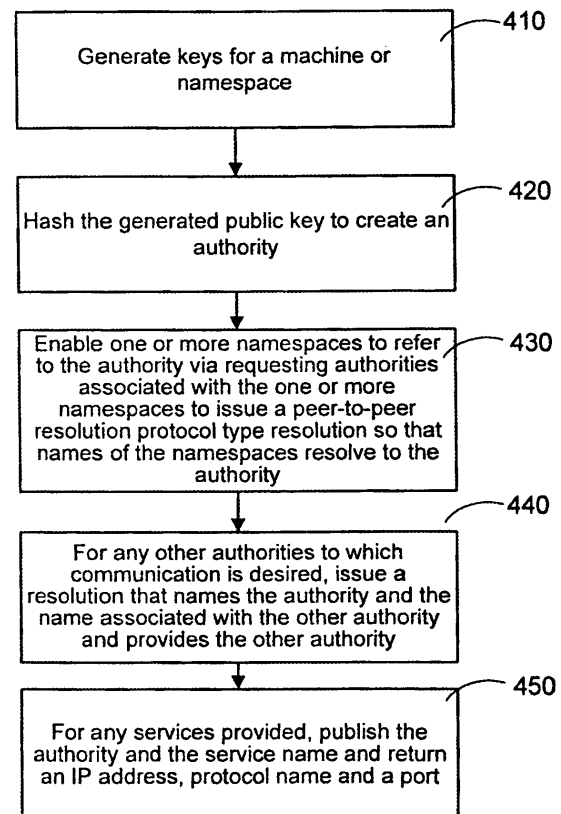 410
Generate keys for a machine or
namespace
420
Hash the generated public key to create an
authority
430
Enable one or more namespaces to refer
to the authority via requesting authorities
associated with the one or more
namespaces to issue a peer-to-peer
resolution protocol type resolution so that
names of the namespaces resolve to the
authority
440
For any other authorities to which
communication is desired, issue a
resolution that names the authority and the
name associated with the other authority
and provides the other authority
450
For any services provided, publish the
authority and the service name and return
an IP address, protocol name and a port